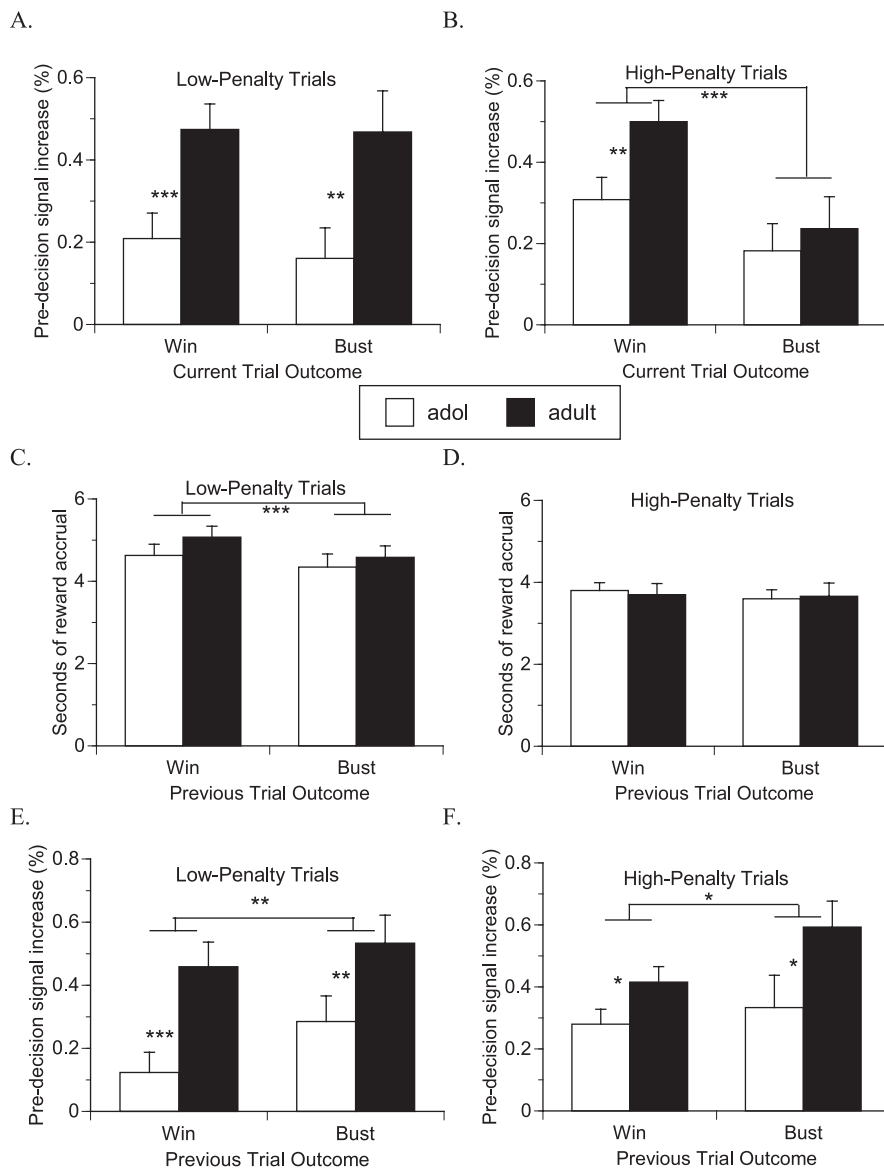 A.
Low-Penalty Trials
Pre-decision signal increase (%)
0.6
0.4
0.2
0
***
**
Win
Bust
Current Trial Outcome
B.
High-Penalty Trials
Pre-decision signal increase (%)
0.6
0.4
0.2
0
***
**
Win
Bust
Current Trial Outcome
adol
adult
C.
Low-Penalty Trials
Seconds of reward accrual
6
4
2
0
***
Win
Bust
Previous Trial Outcome
D.
High-Penalty Trials
Seconds of reward accrual
6
4
2
0
Win
Bust
Previous Trial Outcome
E.
Low-Penalty Trials
Pre-decision signal increase (%)
0.8
0.6
0.4
0.2
0
**
**
***
Win
Bust
Previous Trial Outcome
F.
High-Penalty Trials
Pre-decision signal increase (%)
0.8
0.6
0.4
0.2
0
*
*
*
Win
Bust
Previous Trial Outcome